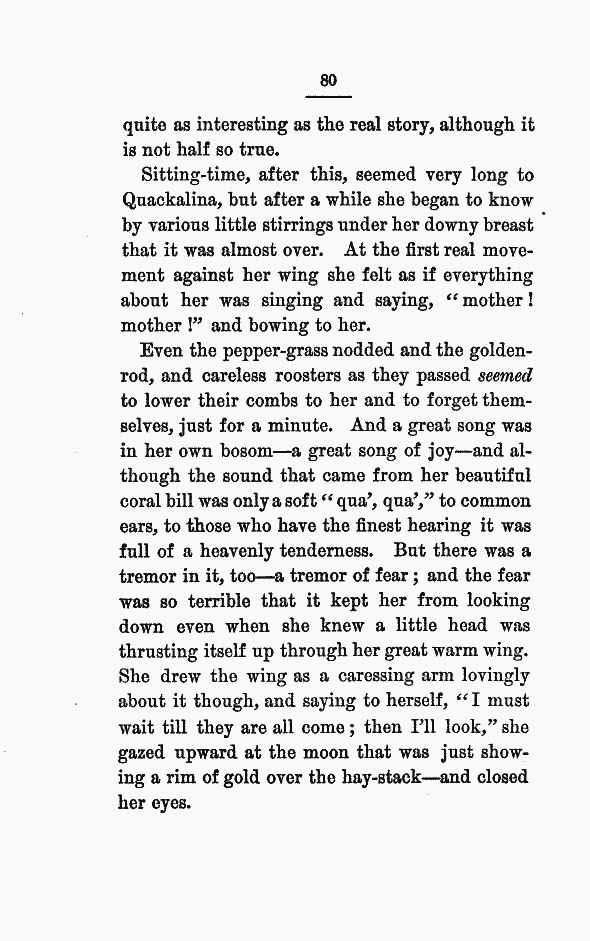 80
quite as interesting as the real story, although it
is not half so true.
Sitting-time, after this, seemed very long to
Quackalina, but after a while she began to know
by various little stirrings under her downy breast
that it was almost over. At the first real move-
ment against her wing she felt as if everything
about her was singing and saying, “mother!
mother!” and bowing to her.
Even the pepper-grass nodded and the golden-
rod, and careless roosters as they passed seemed
to lower their combs to her and to forget them-
selves, just for a minute. And a great song was
in her own bosom—a great song of joy—and al-
though the sound that came from her beautiful
coral bill was only a soft “qua’, qua’,” to common
ears, to those who have the finest hearing it was
full of a heavenly tenderness. But there was a
tremor in it, too—a tremor of fear; and the fear
was so terrible that it kept her from looking
down even when she knew a little head was
thrusting itself up through her great warm wing.
She drew the wing as a caressing arm lovingly
about it though, and saying to herself, “I must
wait till they are all come; then I’ll look,” she
gazed upward at the moon that was just show-
ing a rim of gold over the hay-stack—and closed
her eyes.